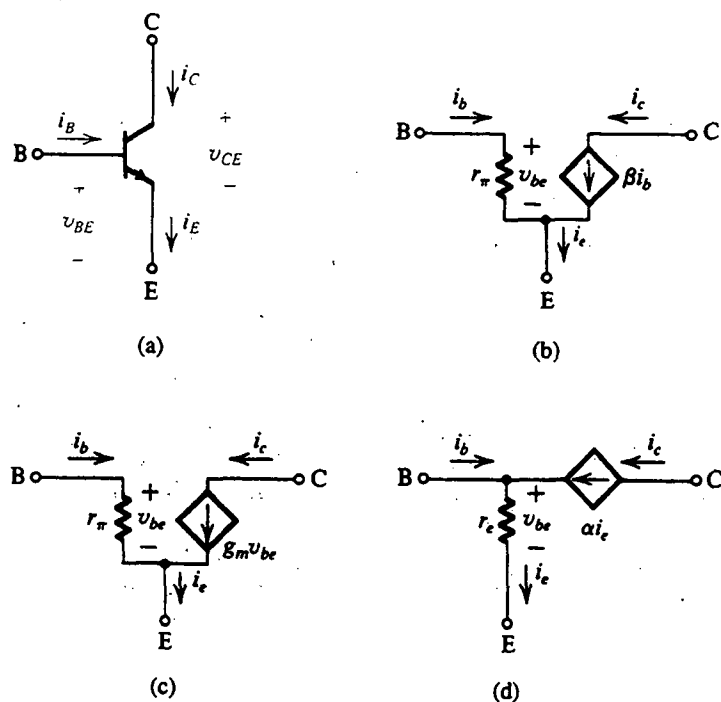 C
i_C
i_B
+
B
v_CE
+
−
v_BE
i_E
−
E
(a)
i_b
i_c
B
C
+
r_π
v_be
βi_b
−
i_e
E
(b)
i_b
i_c
B
C
+
r_π
v_be
−
g_m v_be
i_e
E
(c)
i_b
i_c
B
C
+
αi_e
r_e
v_be
−
i_e
E
(d)